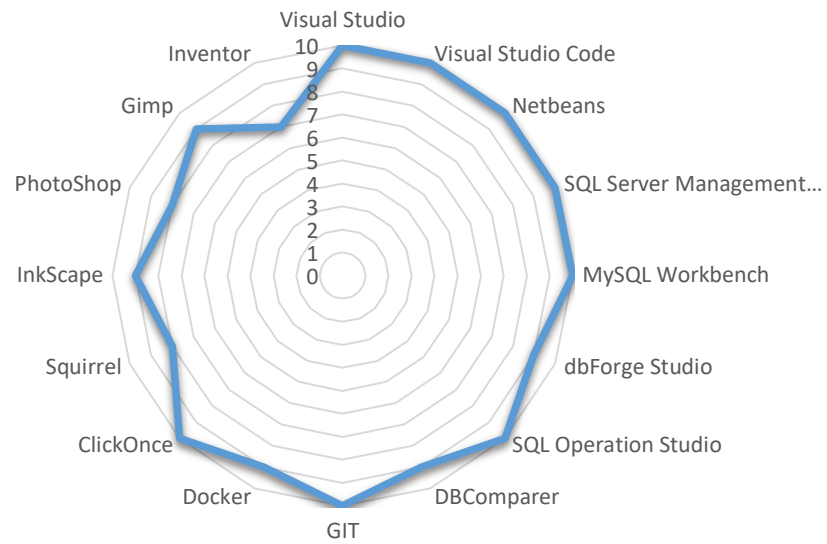 Visual Studio
Visual Studio Code
Netbeans
SQL Server Management...
MySQL Workbench
dbForge Studio
SQL Operation Studio
DBComparer
GIT
Docker
ClickOnce
Squirrel
InkScape
PhotoShop
Gimp
Inventor
10
9
8
7
6
5
4
3
2
1
0